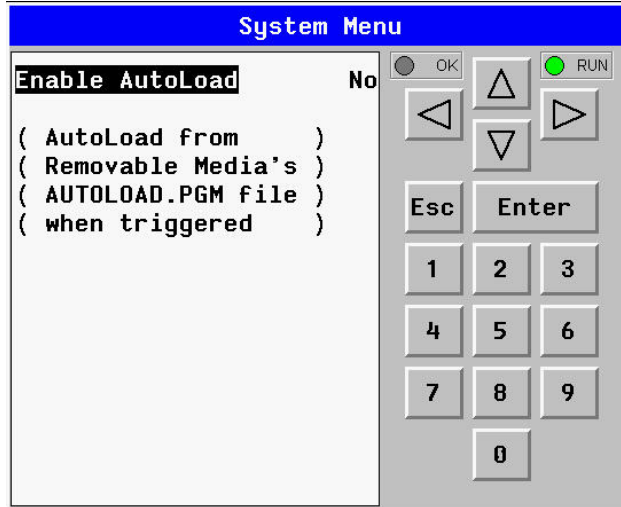 System Menu
Enable AutoLoad No
( AutoLoad from )
( Removable Media's )
( AUTOLOAD.PGM file )
( when triggered )
OK
RUN
Esc
Enter
1 2 3
4 5 6
7 8 9
0